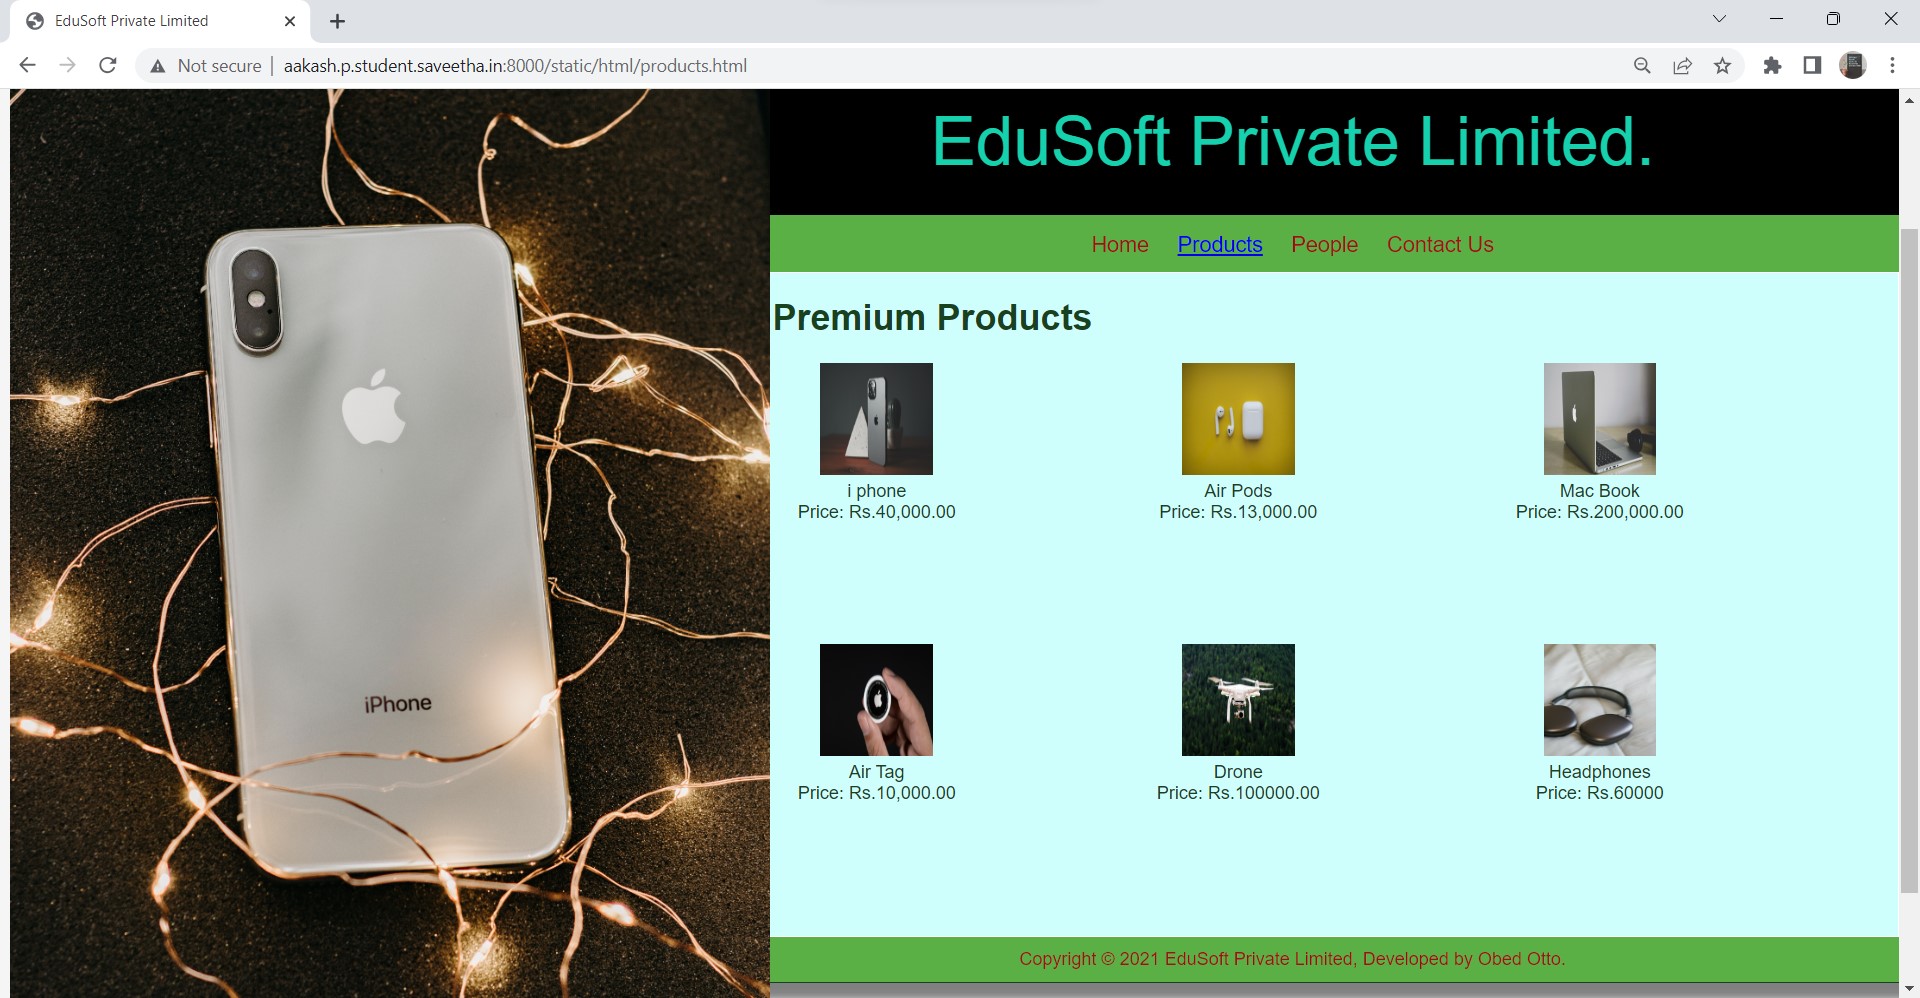 EduSoft Private Limited
Not secure | aakash.p.student.saveetha.in:8000/static/html/products.html
iPhone
EduSoft Private Limited.
Home Products People Contact Us
Premium Products
i phone
Price: Rs.40,000.00
Air Pods
Price: Rs.13,000.00
Mac Book
Price: Rs.200,000.00
Air Tag
Price: Rs.10,000.00
Drone
Price: Rs.100000.00
Headphones
Price: Rs.60000
Copyright © 2021 EduSoft Private Limited, Developed by Obed Otto.